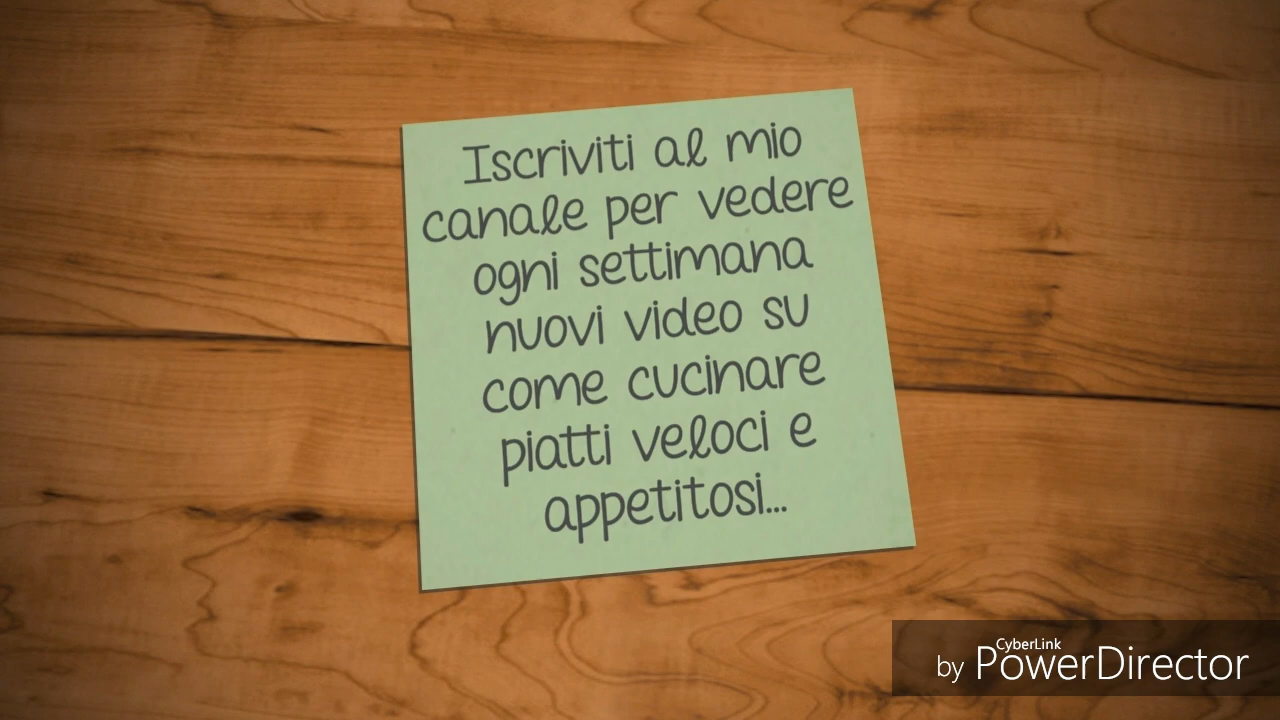 Iscriviti al mio
canale per vedere
ogni settimana
nuovi video su
come cucinare
piatti veloci e
appetitosi...
CyberLink
by PowerDirector